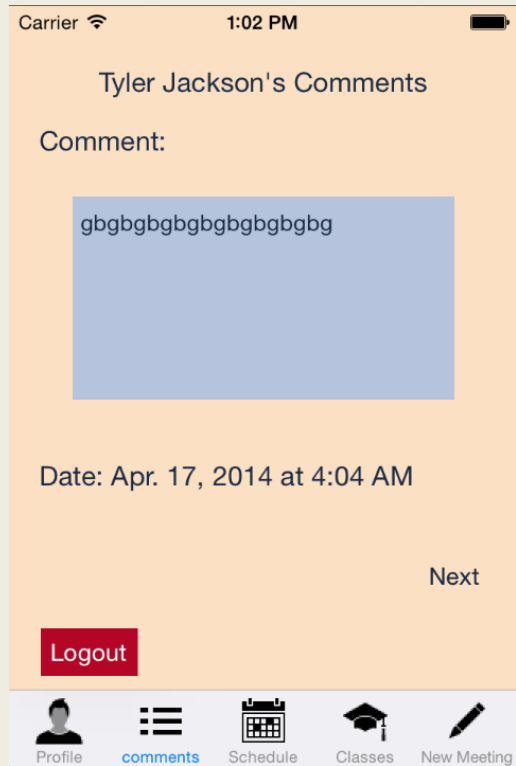 Carrier 1:02 PM
Tyler Jackson's Comments
Comment:
gbgbgbgbgbgbgbgbgbg
Date: Apr. 17, 2014 at 4:04 AM
Next
Logout
Profile comments Schedule Classes New Meeting